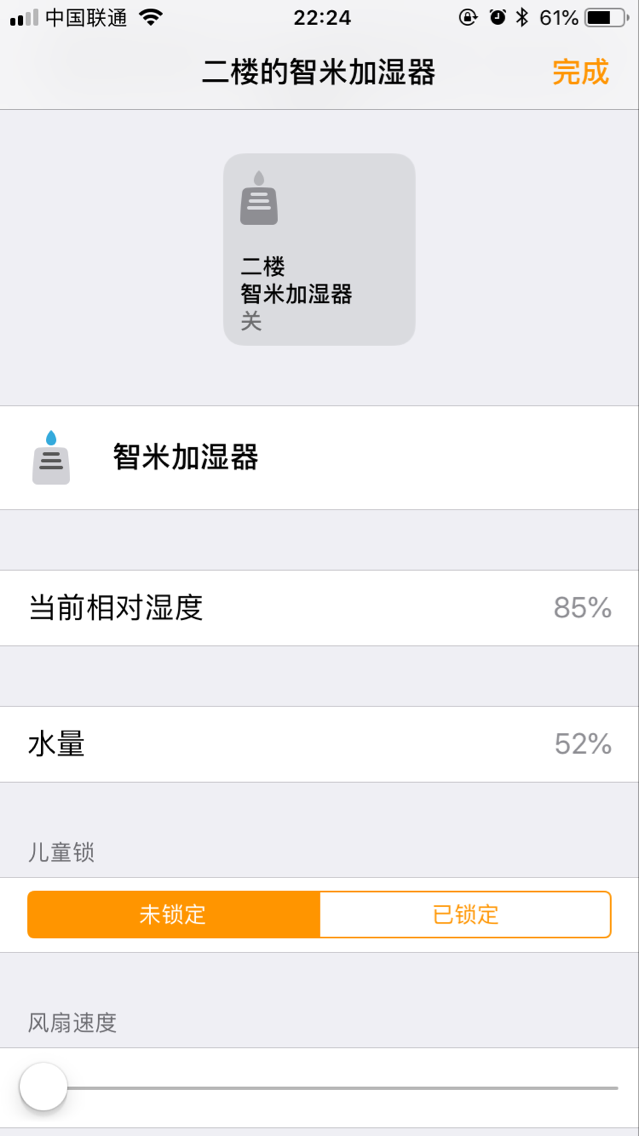 中国联通 22:24 61%
二楼的智米加湿器 完成
二楼
智米加湿器
关
智米加湿器
当前相对湿度 85%
水量 52%
儿童锁
未锁定 已锁定
风扇速度